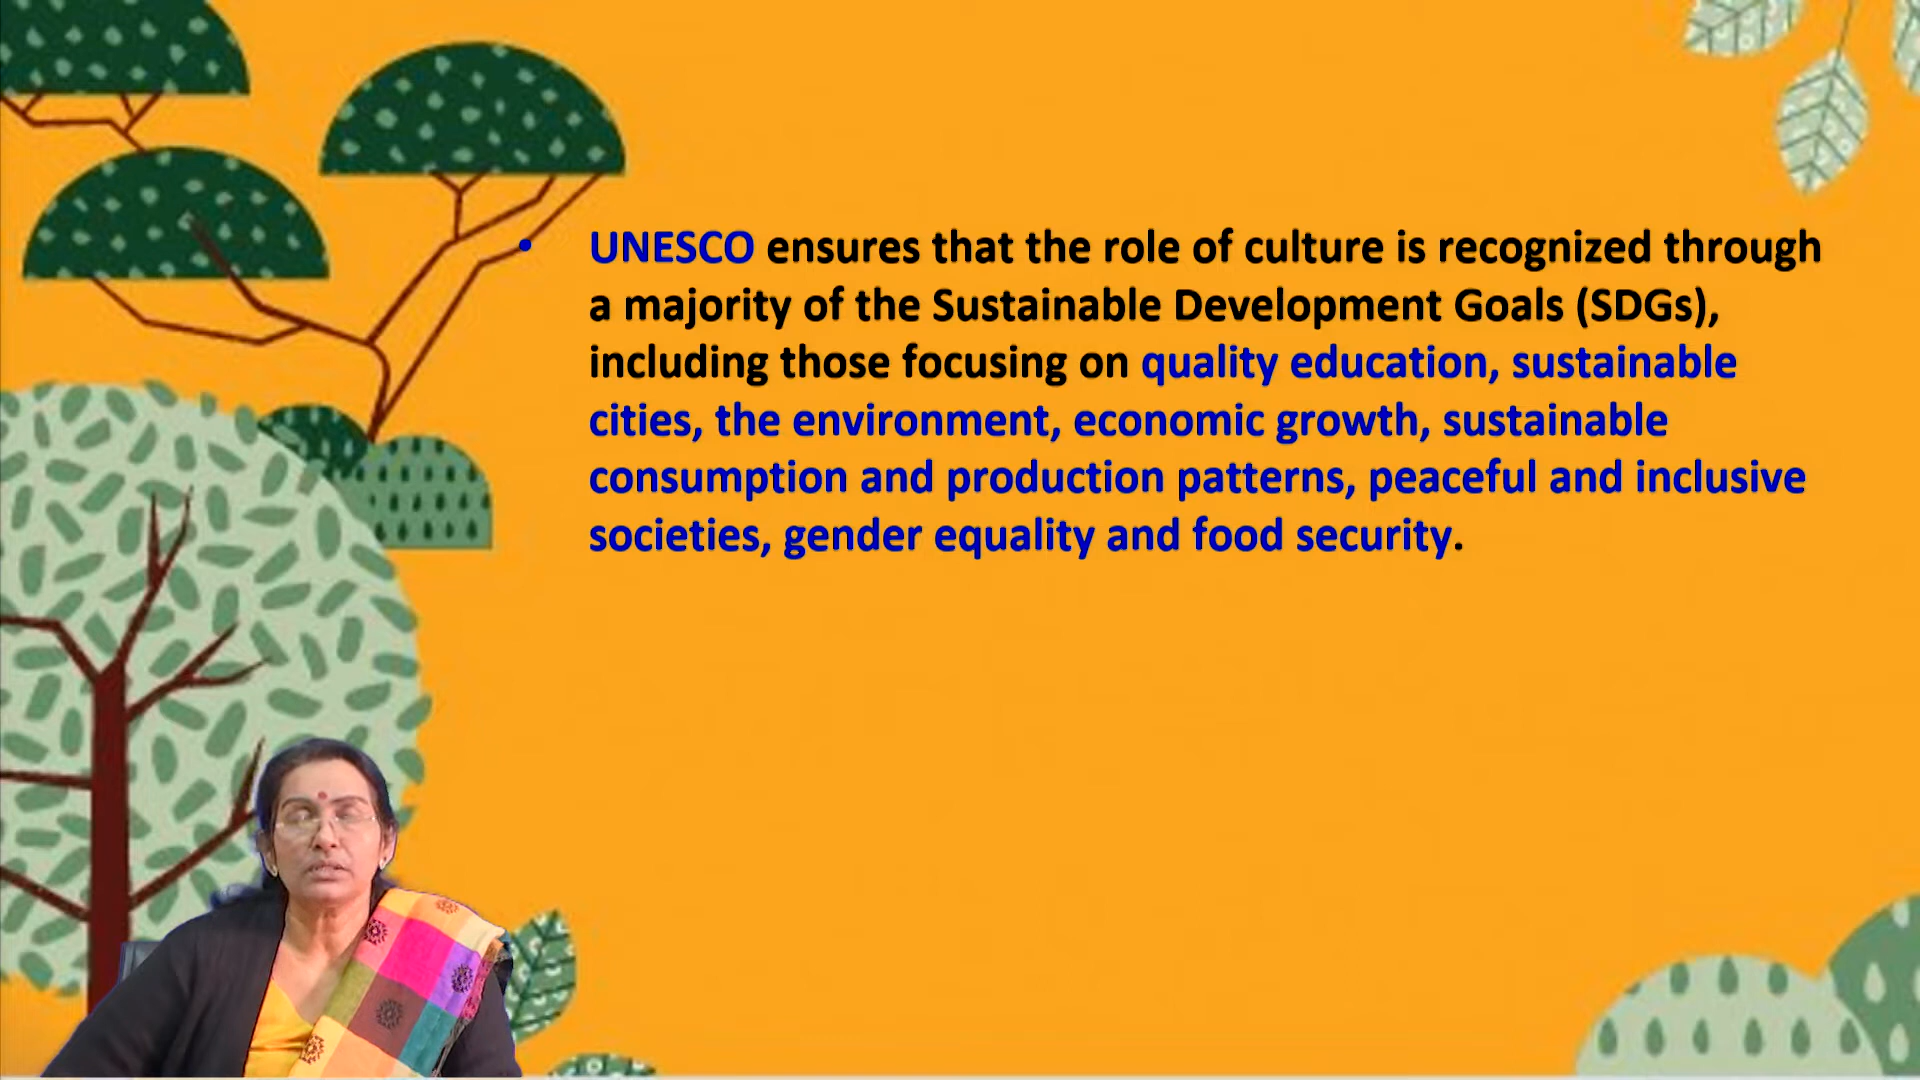 • UNESCO ensures that the role of culture is recognized through
a majority of the Sustainable Development Goals (SDGs),
including those focusing on quality education, sustainable
cities, the environment, economic growth, sustainable
consumption and production patterns, peaceful and inclusive
societies, gender equality and food security.